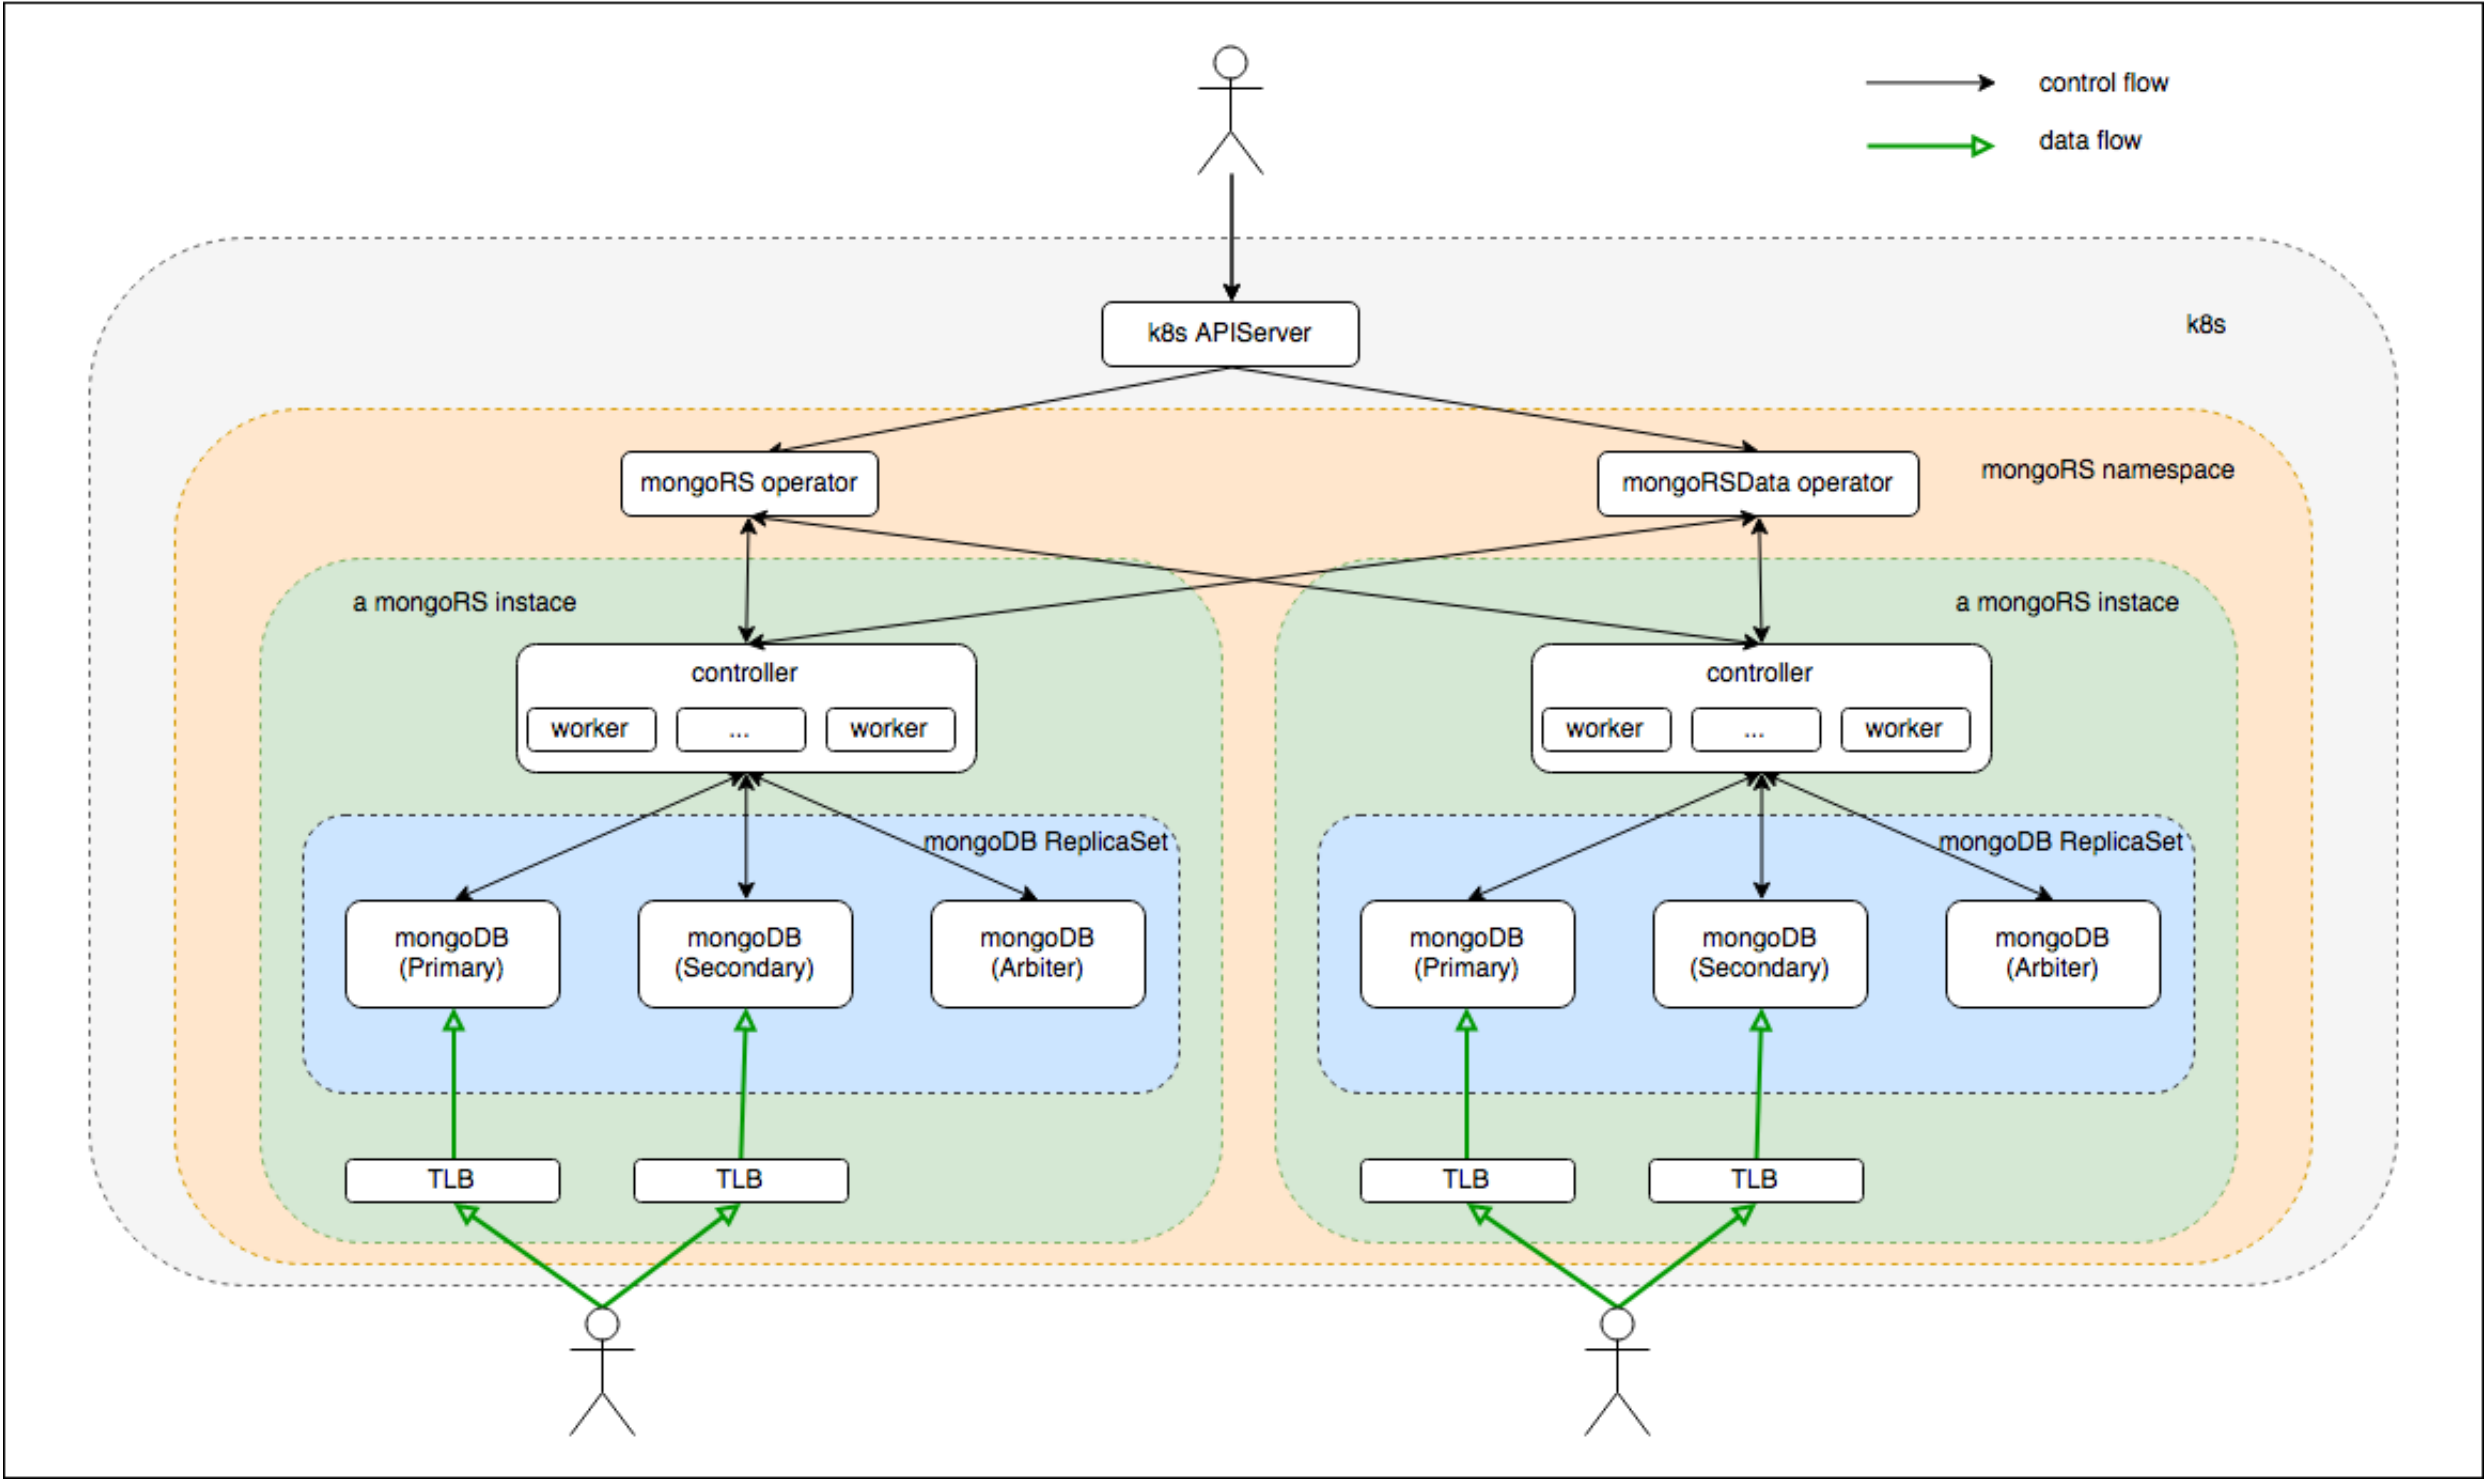 control flow
data flow
k8s APIServer
k8s
mongoRS operator
mongoRSData operator
mongoRS namespace
a mongoRS instace
a mongoRS instace
controller
worker
...
worker
controller
worker
...
worker
mongoDB ReplicaSet
mongoDB ReplicaSet
mongoDB
(Primary)
mongoDB
(Secondary)
mongoDB
(Arbiter)
mongoDB
(Primary)
mongoDB
(Secondary)
mongoDB
(Arbiter)
TLB
TLB
TLB
TLB